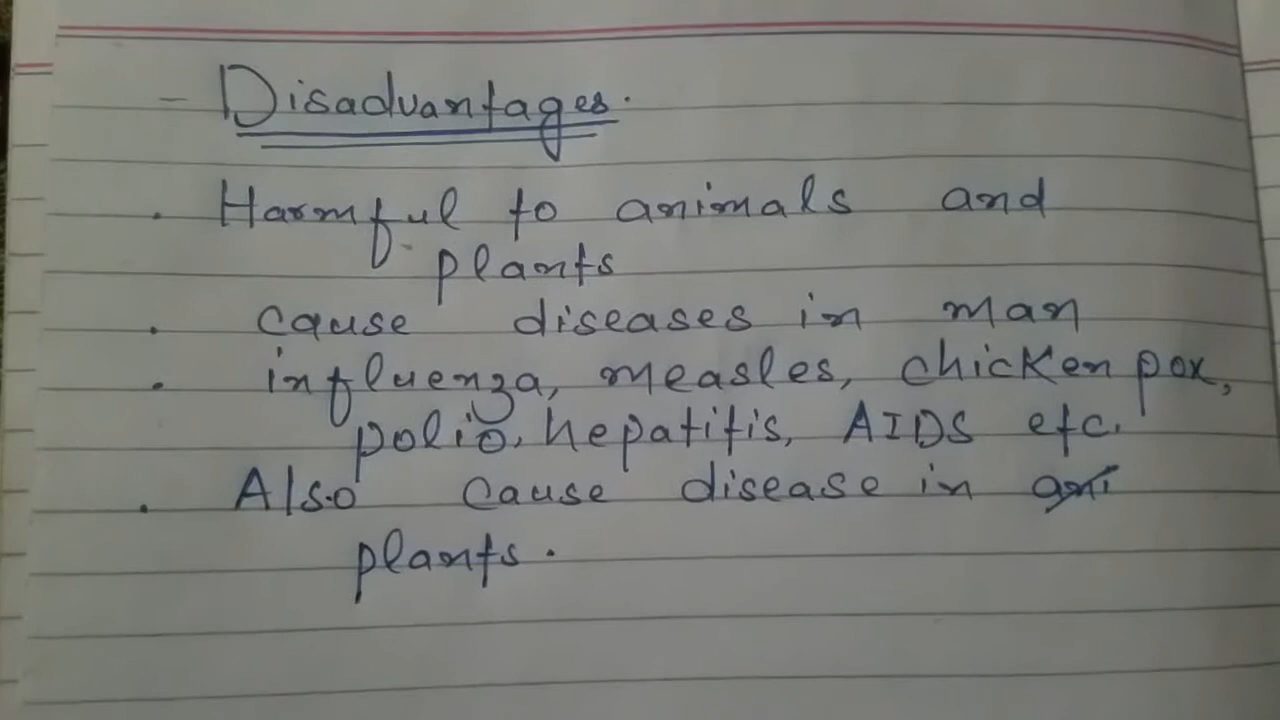 - Disadvantages.
. Harmful to animals and
plants
. cause diseases in man
. influenza, measles, chicken pox,
polio, hepatitis, AIDS etc.
. Also cause disease in ani
plants.